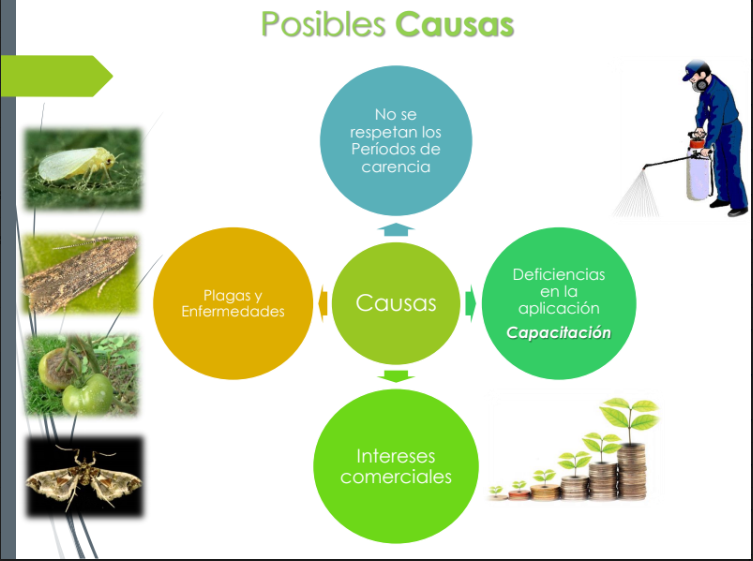 Posibles Causas
No se
respetan los
Períodos de
carencia
Plagas y
Enfermedades
Causas
Deficiencias
en la
aplicación
Capacitación
Intereses
comerciales